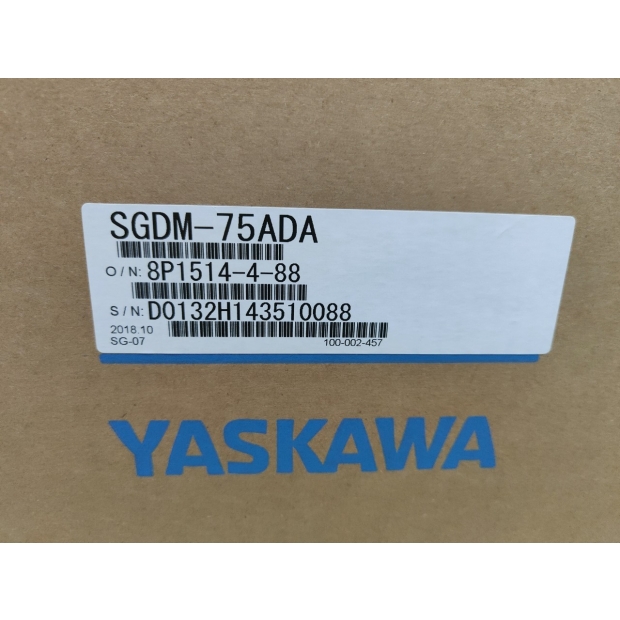 SGDM-75ADA
O/N: 8P1514-4-88
S/N: D0132H143510088
2018.10
SG-07 100-002-457
YASKAWA